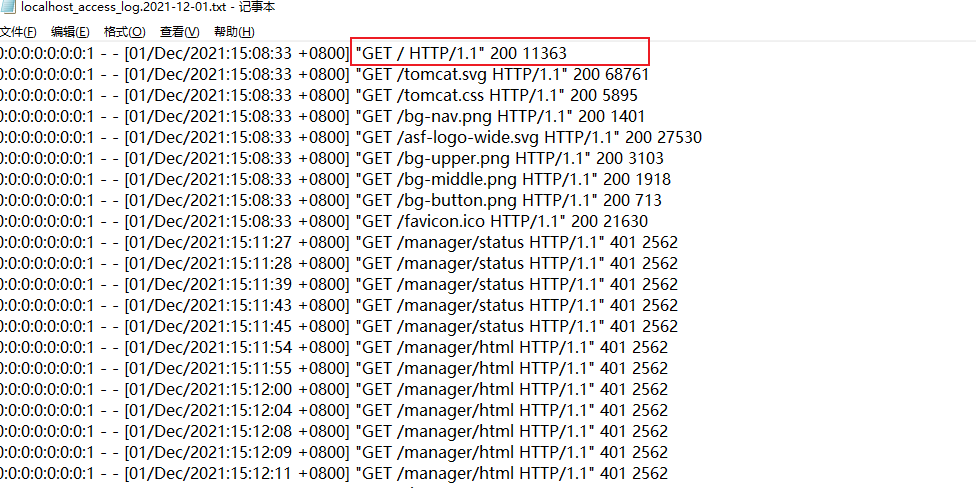 localhost_access_log.2021-12-01.txt - 记事本
文件(F) 编辑(E) 格式(O) 查看(V) 帮助(H)
0:0:0:0:0:0:0:1 - - [01/Dec/2021:15:08:33 +0800] "GET / HTTP/1.1" 200 11363
0:0:0:0:0:0:0:1 - - [01/Dec/2021:15:08:33 +0800] "GET /tomcat.svg HTTP/1.1" 200 68761
0:0:0:0:0:0:0:1 - - [01/Dec/2021:15:08:33 +0800] "GET /tomcat.css HTTP/1.1" 200 5895
0:0:0:0:0:0:0:1 - - [01/Dec/2021:15:08:33 +0800] "GET /bg-nav.png HTTP/1.1" 200 1401
0:0:0:0:0:0:0:1 - - [01/Dec/2021:15:08:33 +0800] "GET /asf-logo-wide.svg HTTP/1.1" 200 27530
0:0:0:0:0:0:0:1 - - [01/Dec/2021:15:08:33 +0800] "GET /bg-upper.png HTTP/1.1" 200 3103
0:0:0:0:0:0:0:1 - - [01/Dec/2021:15:08:33 +0800] "GET /bg-middle.png HTTP/1.1" 200 1918
0:0:0:0:0:0:0:1 - - [01/Dec/2021:15:08:33 +0800] "GET /bg-button.png HTTP/1.1" 200 713
0:0:0:0:0:0:0:1 - - [01/Dec/2021:15:08:33 +0800] "GET /favicon.ico HTTP/1.1" 200 21630
0:0:0:0:0:0:0:1 - - [01/Dec/2021:15:11:27 +0800] "GET /manager/status HTTP/1.1" 401 2562
0:0:0:0:0:0:0:1 - - [01/Dec/2021:15:11:28 +0800] "GET /manager/status HTTP/1.1" 401 2562
0:0:0:0:0:0:0:1 - - [01/Dec/2021:15:11:39 +0800] "GET /manager/status HTTP/1.1" 401 2562
0:0:0:0:0:0:0:1 - - [01/Dec/2021:15:11:43 +0800] "GET /manager/status HTTP/1.1" 401 2562
0:0:0:0:0:0:0:1 - - [01/Dec/2021:15:11:45 +0800] "GET /manager/status HTTP/1.1" 401 2562
0:0:0:0:0:0:0:1 - - [01/Dec/2021:15:11:54 +0800] "GET /manager/html HTTP/1.1" 401 2562
0:0:0:0:0:0:0:1 - - [01/Dec/2021:15:11:55 +0800] "GET /manager/html HTTP/1.1" 401 2562
0:0:0:0:0:0:0:1 - - [01/Dec/2021:15:12:00 +0800] "GET /manager/html HTTP/1.1" 401 2562
0:0:0:0:0:0:0:1 - - [01/Dec/2021:15:12:04 +0800] "GET /manager/html HTTP/1.1" 401 2562
0:0:0:0:0:0:0:1 - - [01/Dec/2021:15:12:08 +0800] "GET /manager/html HTTP/1.1" 401 2562
0:0:0:0:0:0:0:1 - - [01/Dec/2021:15:12:09 +0800] "GET /manager/html HTTP/1.1" 401 2562
0:0:0:0:0:0:0:1 - - [01/Dec/2021:15:12:11 +0800] "GET /manager/html HTTP/1.1" 401 2562